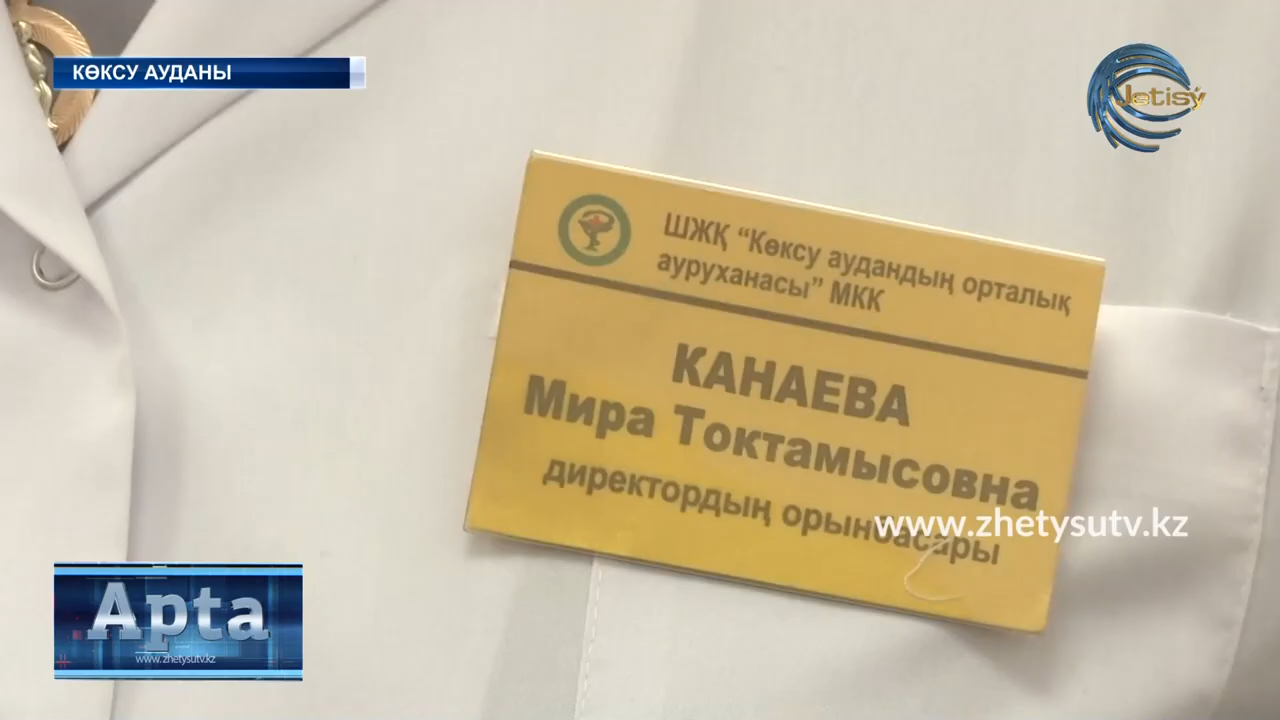 КӨКСУ АУДАНЫ
Jetisý
ШЖҚ “Көксу аудандың орталық
ауруханасы” МКК
КАНАЕВА
Мира Токтамысовна
директордың орынбасары
www.zhetysutv.kz
Apta
www.zhetysutv.kz